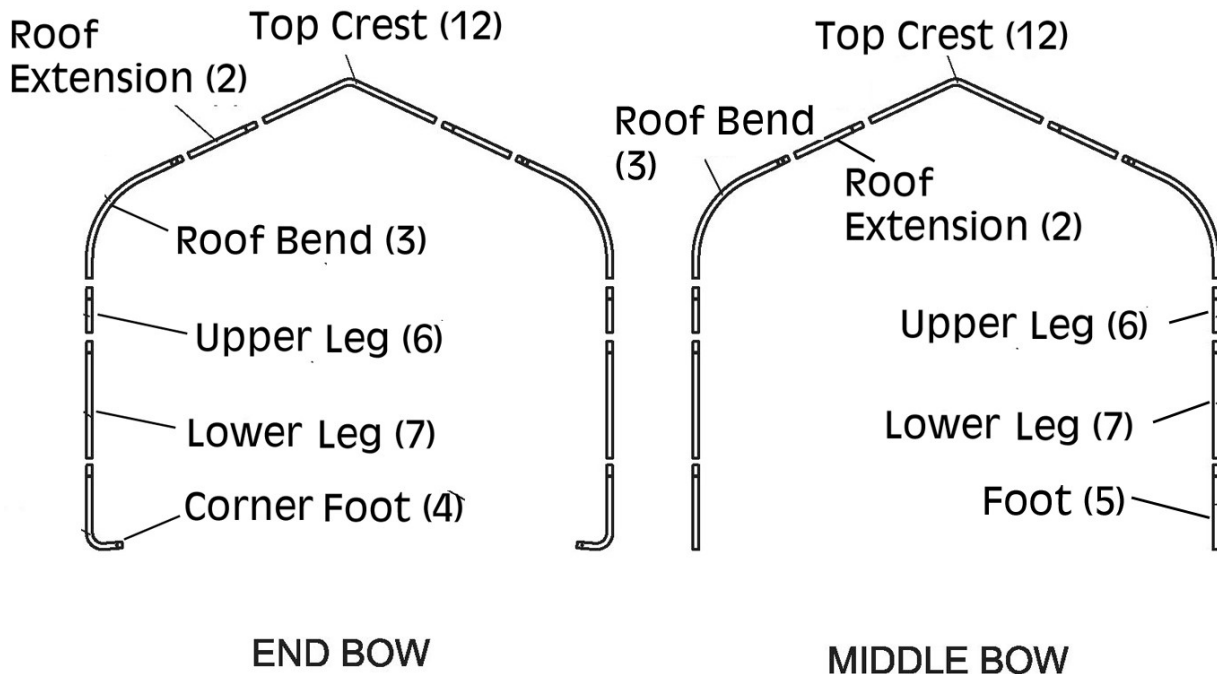 Roof
Extension (2)
Top Crest (12)
Roof Bend (3)
Upper Leg (6)
Lower Leg (7)
Corner Foot (4)
END BOW
Top Crest (12)
Roof Bend
(3)
Roof
Extension (2)
Upper Leg (6)
Lower Leg (7)
Foot (5)
MIDDLE BOW